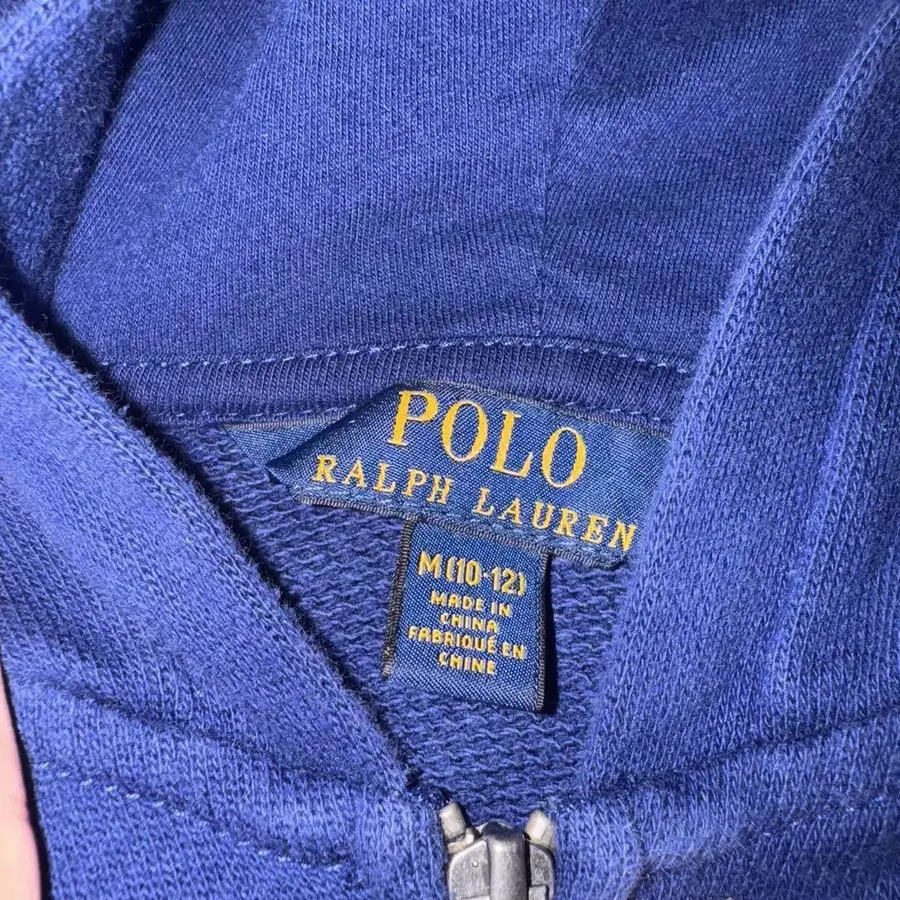 POLO
RALPH LAUREN
M(10-12)
MADE IN
CHINA
FABRIQUÉ EN
CHINE